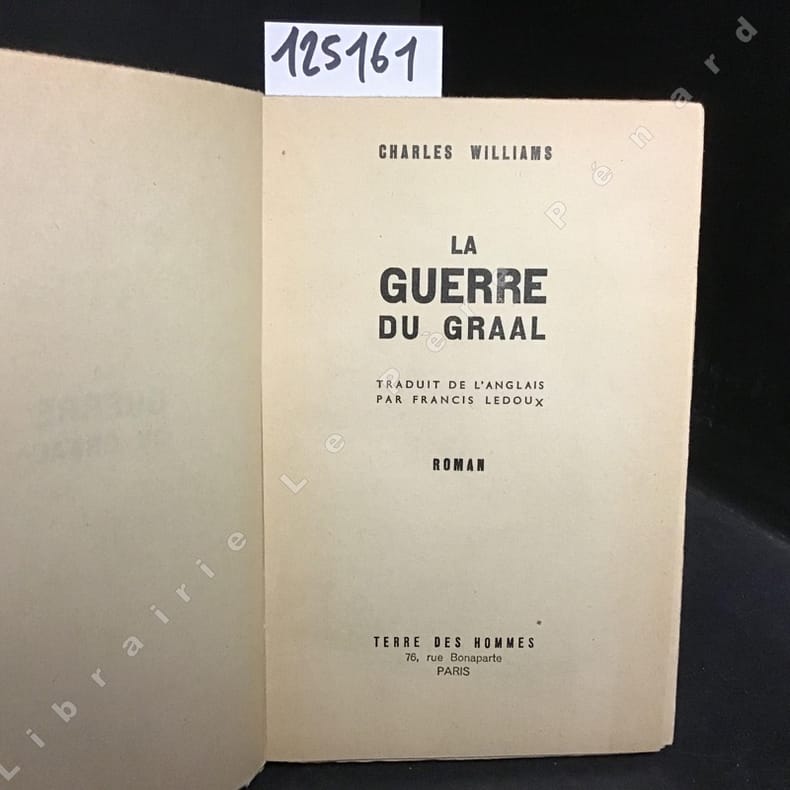 125161
CHARLES WILLIAMS
LA
GUERRE
DU GRAAL
TRADUIT DE L'ANGLAIS
PAR FRANCIS LEDOUX
ROMAN
TERRE DES HOMMES
76, rue Bonaparte
PARIS
Librairie Le Père Pénard